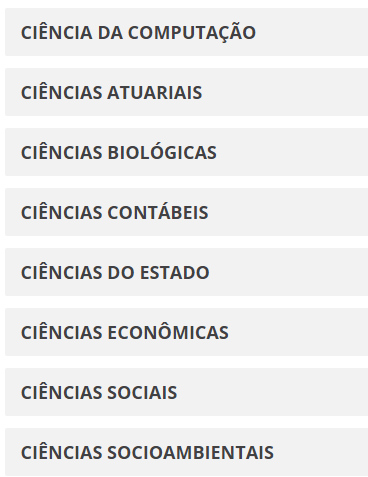 CIÊNCIA DA COMPUTAÇÃO
CIÊNCIAS ATUARIAIS
CIÊNCIAS BIOLÓGICAS
CIÊNCIAS CONTÁBEIS
CIÊNCIAS DO ESTADO
CIÊNCIAS ECONÔMICAS
CIÊNCIAS SOCIAIS
CIÊNCIAS SOCIOAMBIENTAIS